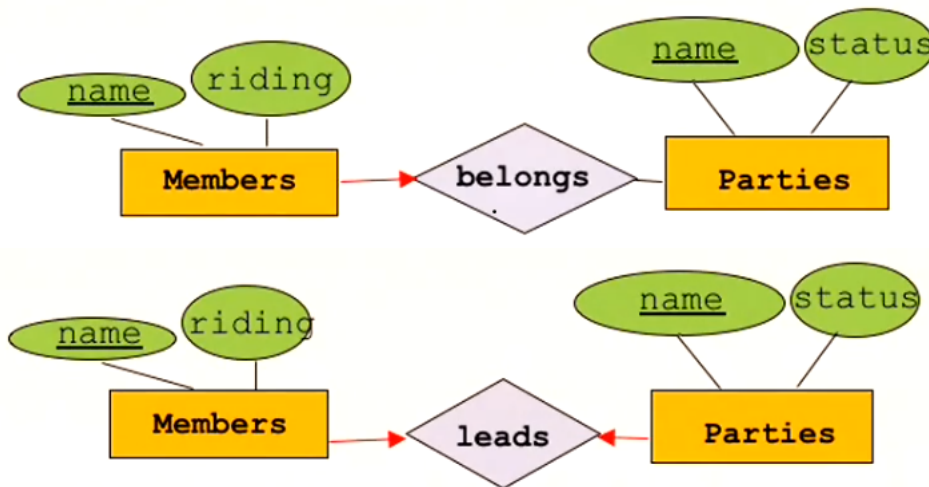 name
riding
name
status
Members
belongs
Parties
name
riding
name
status
Members
leads
Parties